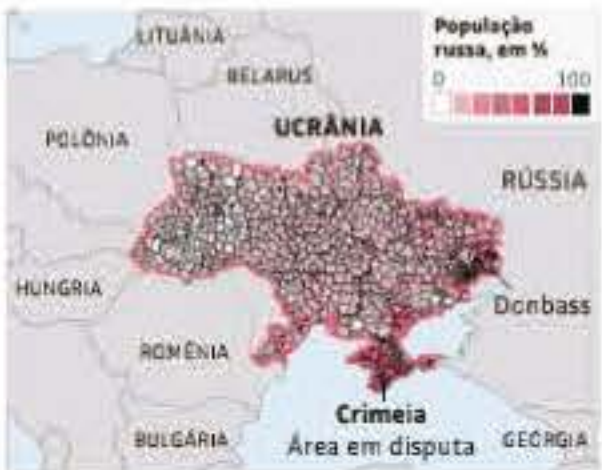 População
russa, em %
0 100
LITUÂNIA
BELARUS
UCRÂNIA
POLÔNIA
RÚSSIA
HUNGRIA
Donbass
ROMÊNIA
Crimeia
BULGÁRIA
Área em disputa
GEÓRGIA